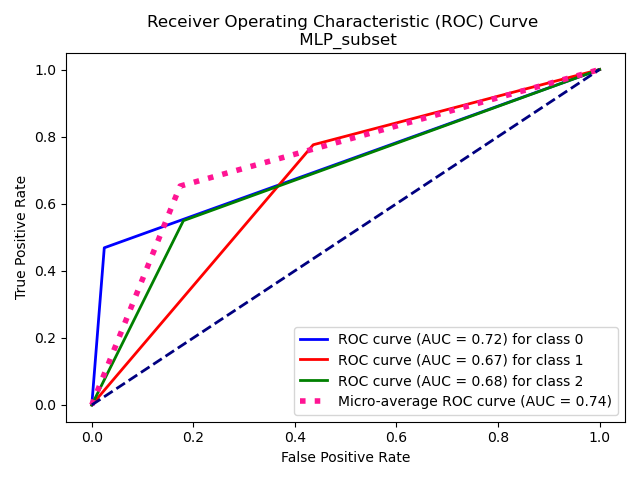 Receiver Operating Characteristic (ROC) Curve
MLP_subset
True Positive Rate
1.0
0.8
0.6
0.4
0.2
0.0
0.0 0.2 0.4 0.6 0.8 1.0
False Positive Rate
ROC curve (AUC = 0.72) for class 0
ROC curve (AUC = 0.67) for class 1
ROC curve (AUC = 0.68) for class 2
Micro-average ROC curve (AUC = 0.74)